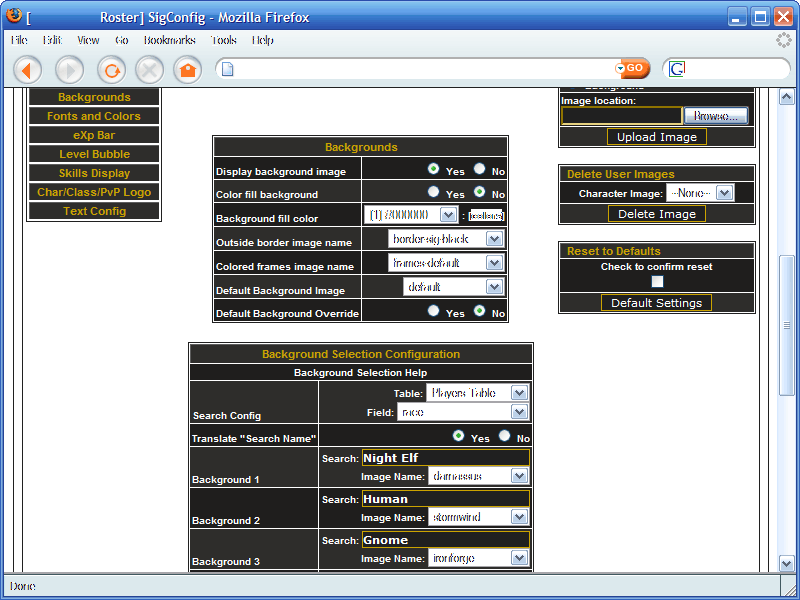 [ Roster] SigConfig - Mozilla Firefox
File Edit View Go Bookmarks Tools Help
GO
G
Backgrounds
Fonts and Colors
eXp Bar
Level Bubble
Skills Display
Char/Class/PvP Logo
Text Config
Backgrounds
Display background image Yes No
Color fill background Yes No
Background fill color [1] #000000 :
Outside border image name border-sig-black
Colored frames image name frames-default
Default Background Image default
Default Background Override Yes No
Background Selection Configuration
Background Selection Help
Search Config Table: Players Table
Field: race
Translate "Search Name" Yes No
Background 1 Search: Night Elf
Image Name: darnassus
Background 2 Search: Human
Image Name: stormwind
Background 3 Search: Gnome
Image Name: ironforge
Image location:
Browse...
Upload Image
Delete User Images
Character Image: --None--
Delete Image
Reset to Defaults
Check to confirm reset
Default Settings
Done